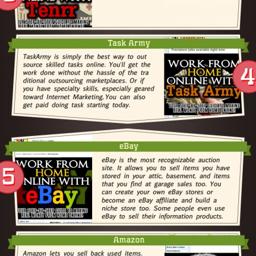 ONLINE WITH
Tenrr
Task Army
TaskArmy is simply the best way to out
source skilled tasks online. You'll get the
work done without the hassle of the tra
ditional outsourcing marketplaces. Or if
you have specialty skills, especially geared
toward Internet Marketing, You can also
get paid doing task starting today.
WORK FROM
HOME
ONLINE WITH
Task Army
4
eBay
5
WORK FROM
HOME
ONLINE WITH
eBay
eBay is the most recognizable auction
site. It allows you to sell items you have
stored in your attic, basement, and items
that you find at garage sales too. You
can create your own eBay stores or
become an eBay affiliate and build a
niche store too. Some people even use
eBay to sell their information products.
Amazon
Amazon lets you sell back used items.